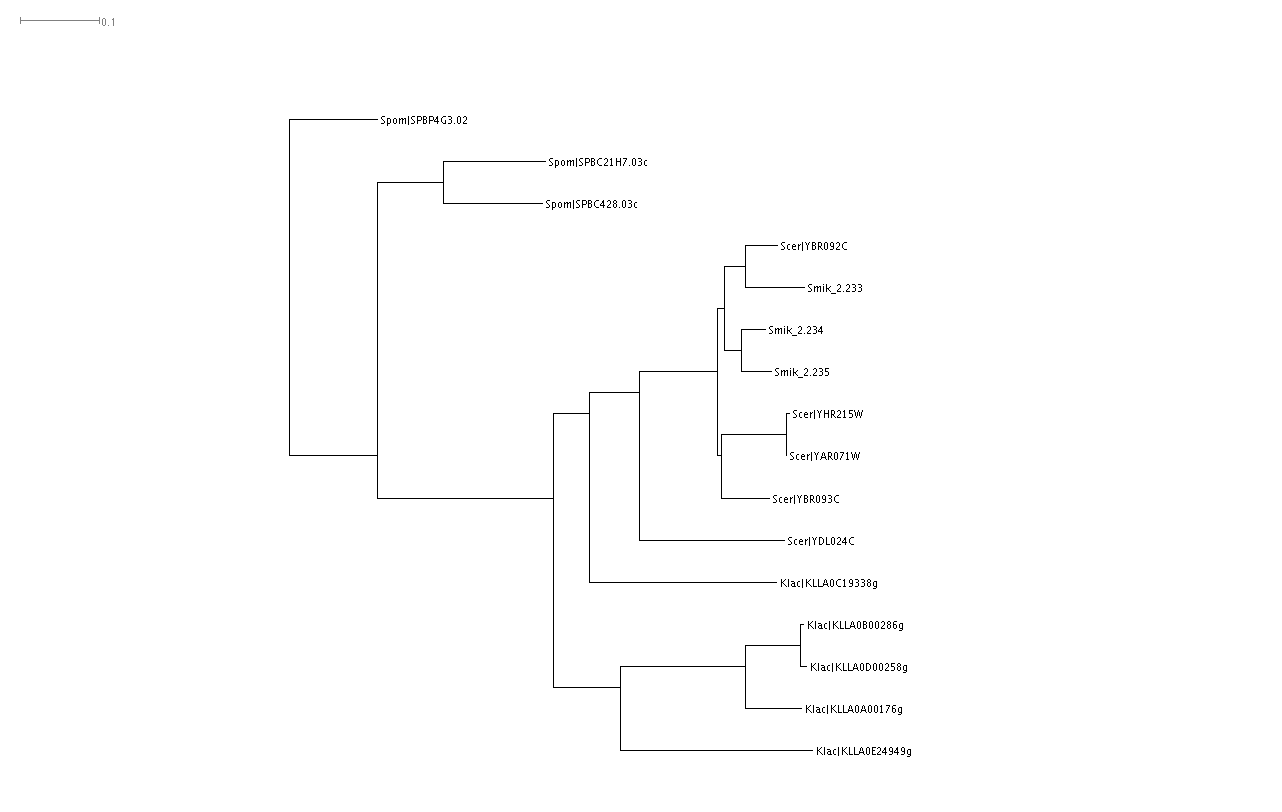 0.1
Spom|SPBP4G3.02
Spom|SPBC21H7.03c
Spom|SPBC428.03c
Scer|YBR092C
Smik_2.233
Smik_2.234
Smik_2.235
Scer|YHR215W
Scer|YAR071W
Scer|YBR093C
Scer|YDL024C
Klac|KLLA0C19338g
Klac|KLLA0B00286g
Klac|KLLA0D00258g
Klac|KLLA0A00176g
Klac|KLLA0E24949g